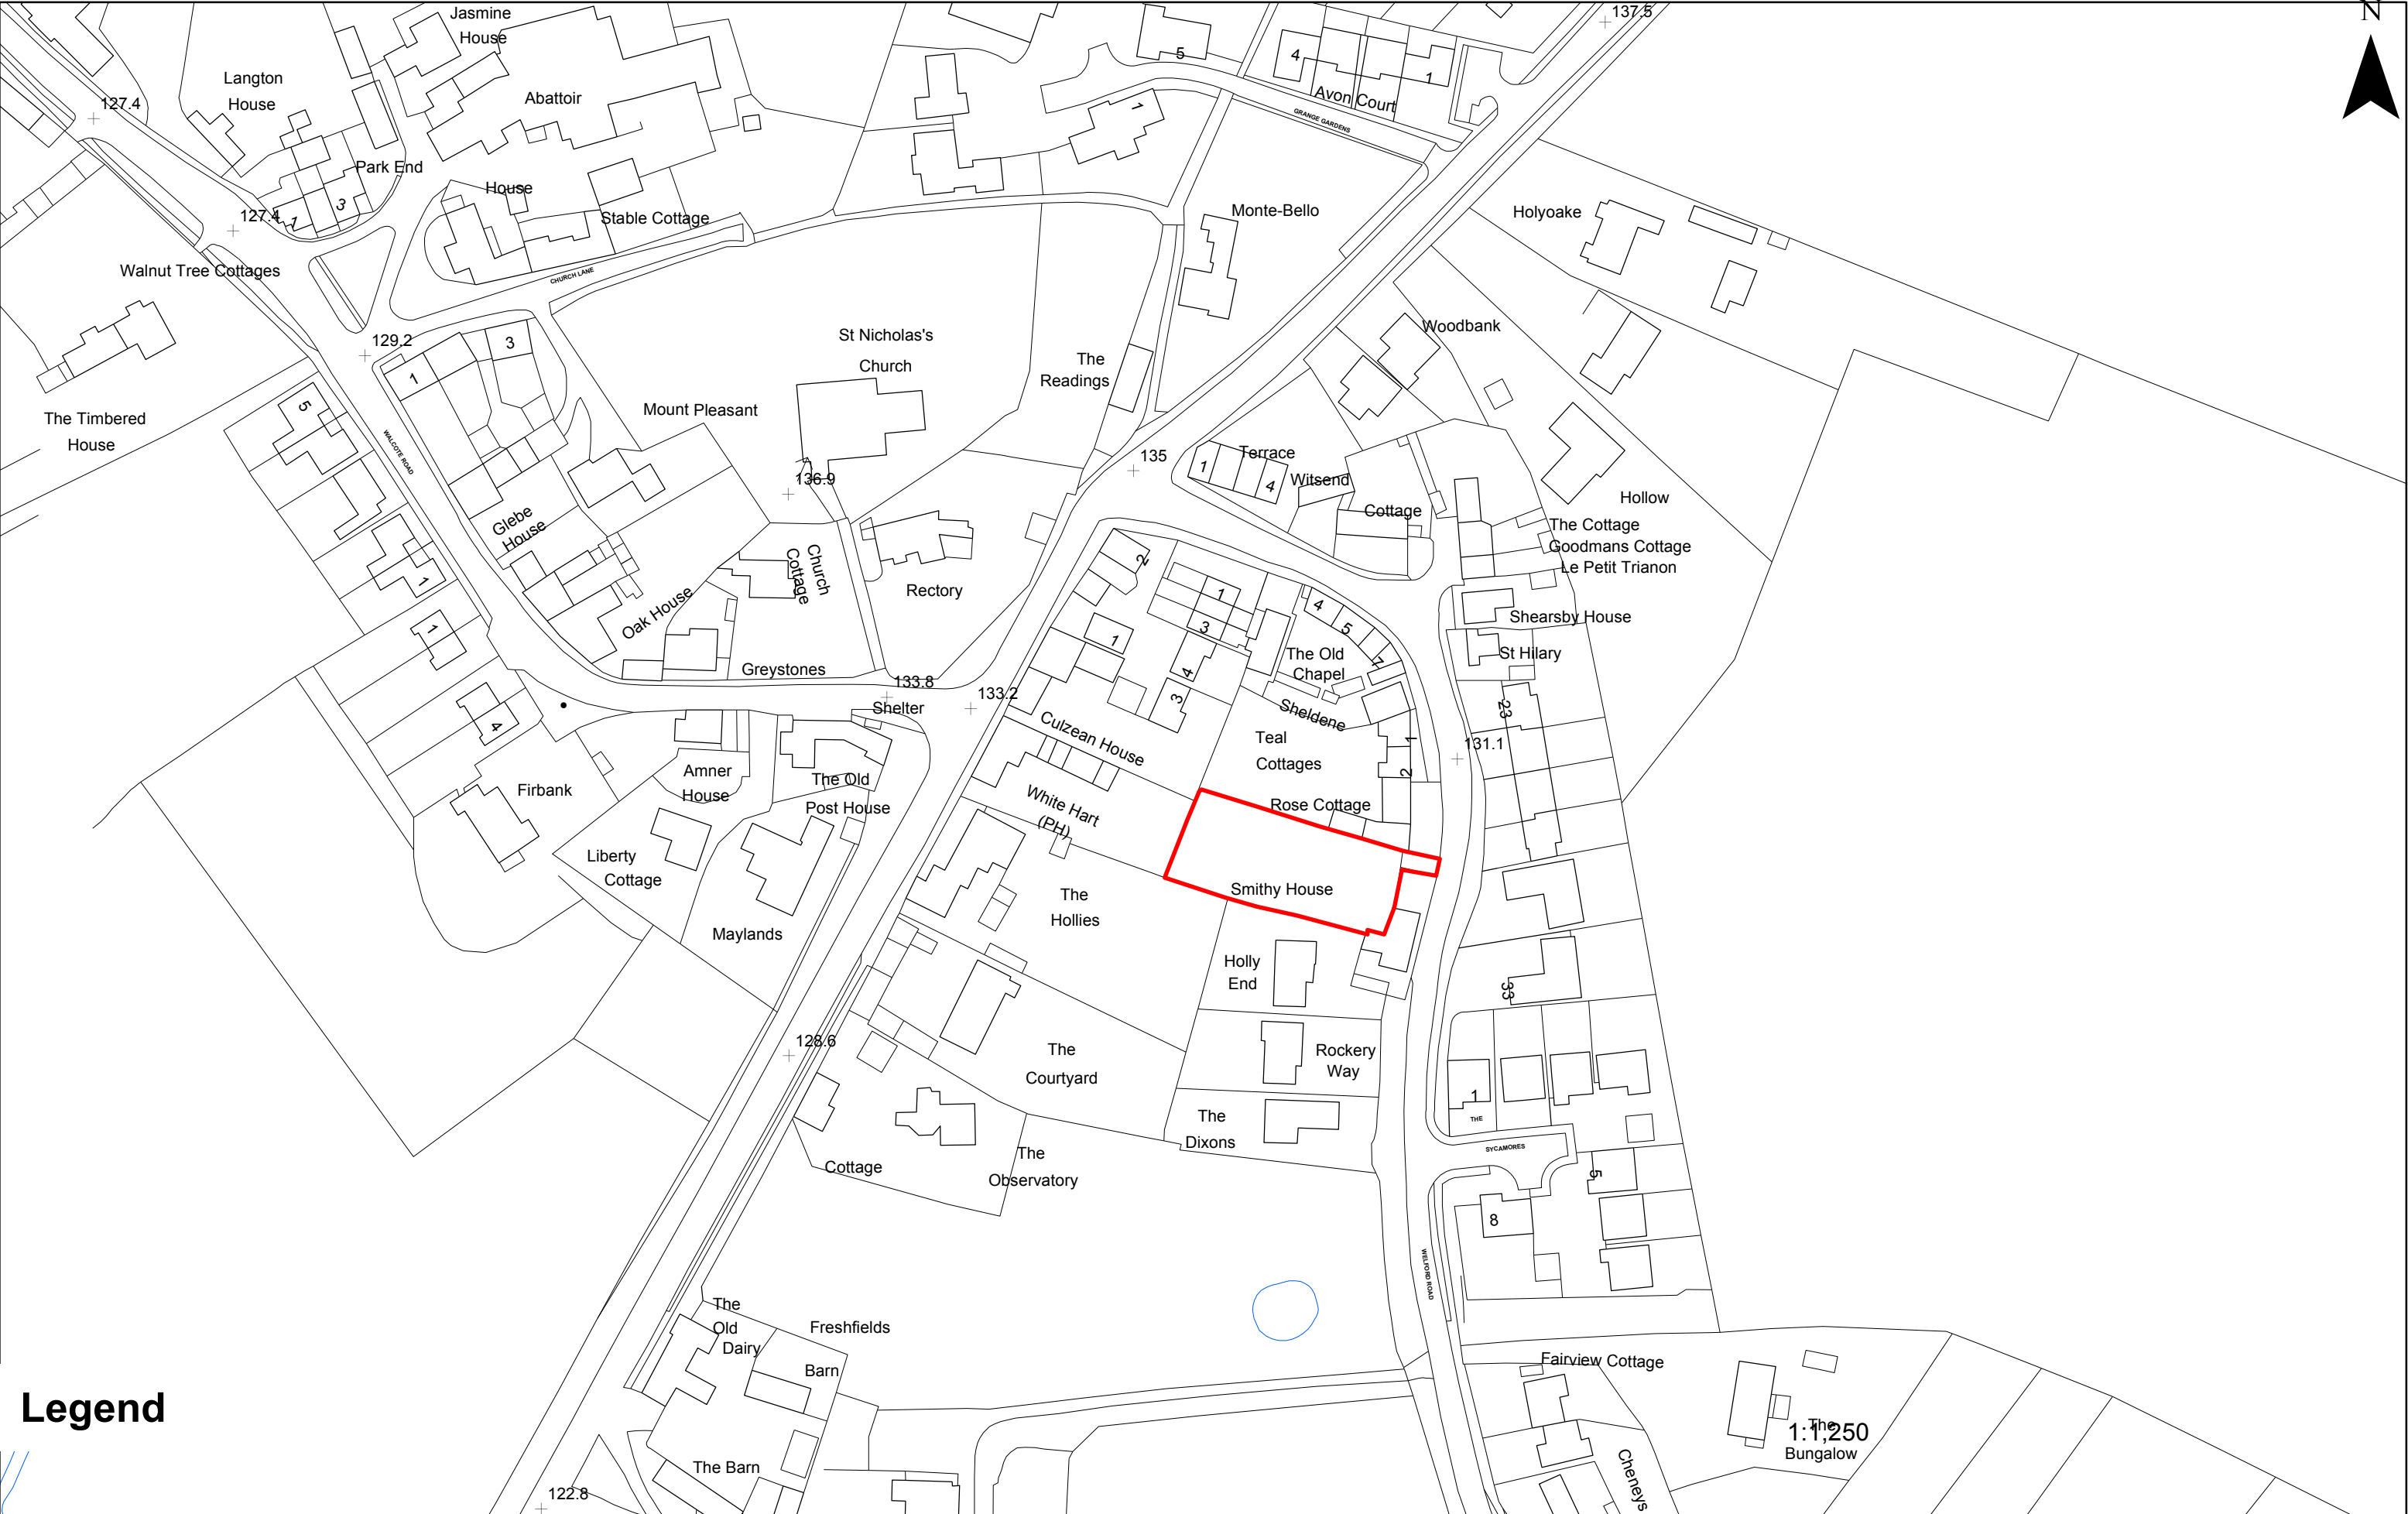 N
137.5
Jasmine
House
5
4
1
Langton
House
Abattoir
Avon Court
127.4
1
GRANGE GARDENS
Park End
House
3
1
127.4
Stable Cottage
Monte-Bello
Holyoake
Walnut Tree Cottages
CHURCH LANE
129.2
3
1
St Nicholas's
Church
Woodbank
The
Readings
The Timbered
House
5
Mount Pleasant
WALCOTE ROAD
135
Terrace
1
4
Witsend
136.9
Cottage
Hollow
Glebe
House
The Cottage
Goodmans Cottage
Le Petit Trianon
Church
Cottage
2
1
Rectory
1
3
4
5
7
Oak House
Shearsby House
1
1
The Old
Chapel
St Hilary
Greystones
4
133.8
133.2
3
Shelter
Sheldene
23
4
Culzean House
Teal
Cottages
1
2
131.1
Amner
House
The Old
Post House
Firbank
White Hart
(PH)
Rose Cottage
Liberty
Cottage
Smithy House
The
Hollies
Maylands
Holly
End
33
128.6
The
Courtyard
Rockery
Way
1
THE
The
Dixons
SYCAMORES
Cottage
The
Observatory
5
8
WELFORD ROAD
The
Old
Dairy
Freshfields
Barn
Fairview Cottage
Legend
The
1:1,250
Bungalow
Cheneys
The Barn
122.8